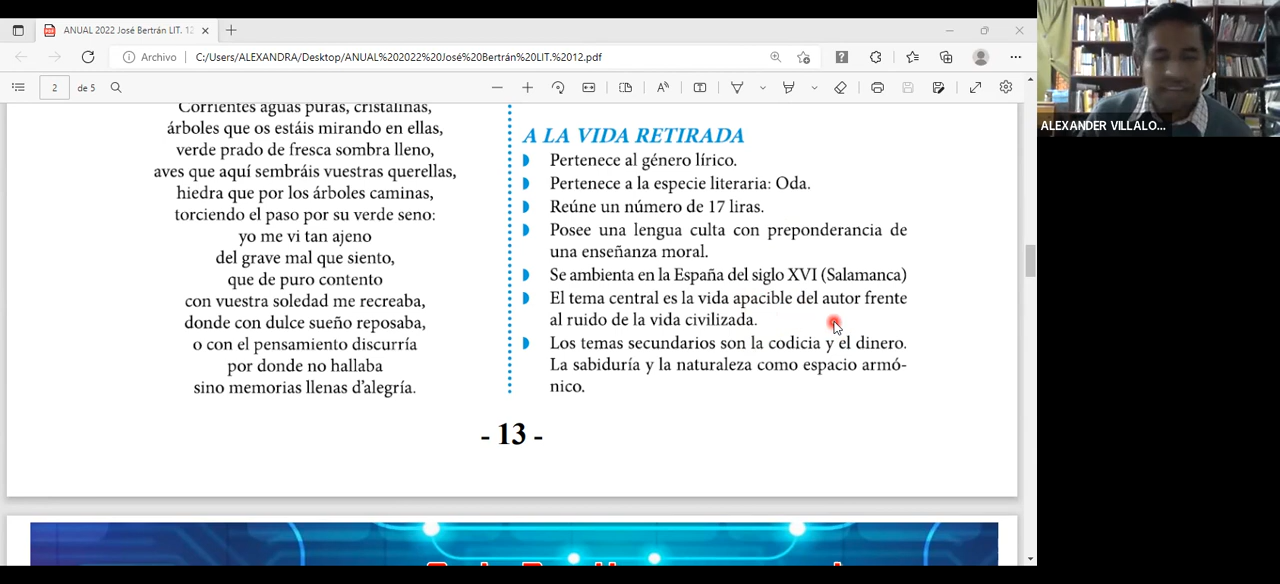 ANUAL 2022 José Bertrán LIT. 12
Archivo
C:/Users/ALEXANDRA/Desktop/ANUAL%202022%20José%20Bertrán%20LIT.%2012.pdf
2
de 5
ALEXANDER VILLALO...
Corrientes aguas puras, cristalinas,
árboles que os estáis mirando en ellas,
verde prado de fresca sombra lleno,
aves que aquí sembráis vuestras querellas,
hiedra que por los árboles caminas,
torciendo el paso por su verde seno:
yo me vi tan ajeno
del grave mal que siento,
que de puro contento
con vuestra soledad me recreaba,
donde con dulce sueño reposaba,
o con el pensamiento discurría
por donde no hallaba
sino memorias llenas d'alegría.
A LA VIDA RETIRADA
Pertenece al género lírico.
Pertenece a la especie literaria: Oda.
Reúne un número de 17 liras.
Posee una lengua culta con preponderancia de
una enseñanza moral.
Se ambienta en la España del siglo XVI (Salamanca)
El tema central es la vida apacible del autor frente
al ruido de la vida civilizada.
Los temas secundarios son la codicia y el dinero.
La sabiduría y la naturaleza como espacio armó-
nico.
- 13 -